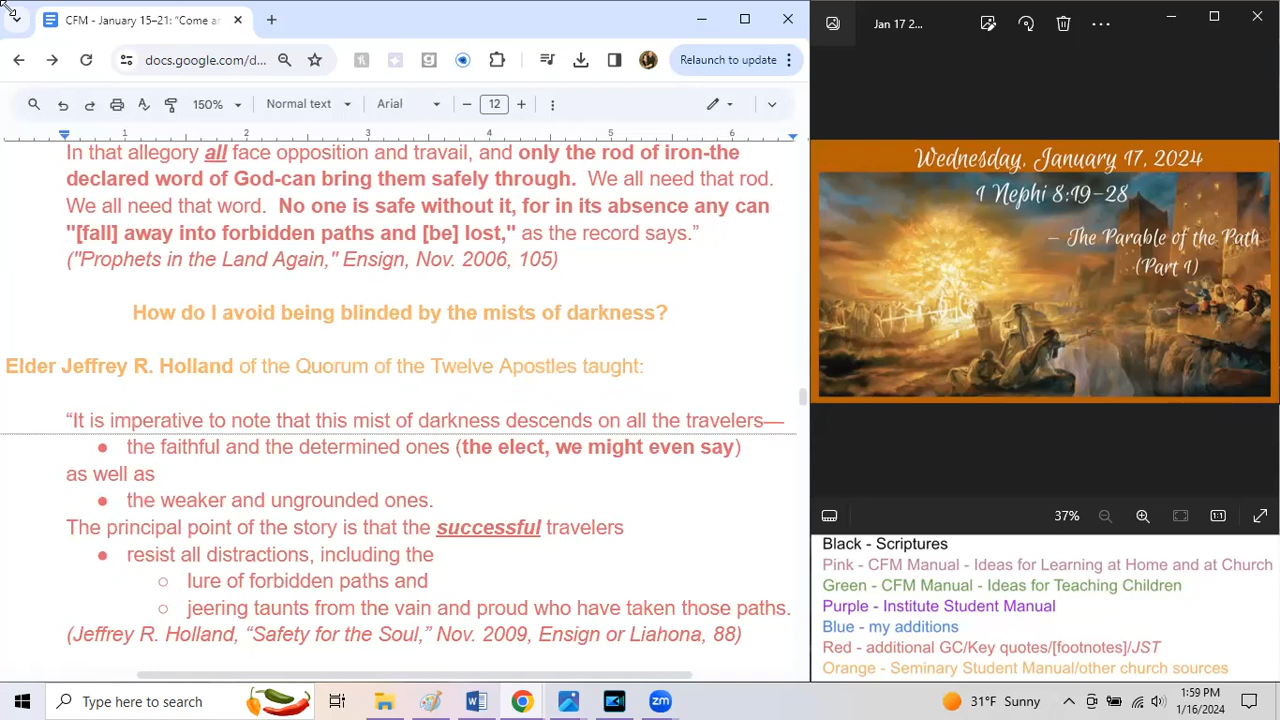 CFM - January 15–21: “Come ar
docs.google.com/d...
Relaunch to update
150%
Normal text
Arial
12
1 2 3 4 5 6
In that allegory all face opposition and travail, and only the rod of iron-the
declared word of God-can bring them safely through. We all need that rod.
We all need that word. No one is safe without it, for in its absence any can
"[fall] away into forbidden paths and [be] lost," as the record says.”
("Prophets in the Land Again," Ensign, Nov. 2006, 105)
How do I avoid being blinded by the mists of darkness?
Elder Jeffrey R. Holland of the Quorum of the Twelve Apostles taught:
“It is imperative to note that this mist of darkness descends on all the travelers—
● the faithful and the determined ones (the elect, we might even say)
as well as
● the weaker and ungrounded ones.
The principal point of the story is that the successful travelers
● resist all distractions, including the
○ lure of forbidden paths and
○ jeering taunts from the vain and proud who have taken those paths.
(Jeffrey R. Holland, “Safety for the Soul,” Nov. 2009, Ensign or Liahona, 88)
Jan 17 2...
Wednesday, January 17, 2024
1 Nephi 8:19-28
– The Parable of the Path
(Part 1)
37%
Black - Scriptures
Pink - CFM Manual - Ideas for Learning at Home and at Church
Green - CFM Manual - Ideas for Teaching Children
Purple - Institute Student Manual
Blue - my additions
Red - additional GC/Key quotes/[footnotes]/JST
Orange - Seminary Student Manual/other church sources
Type here to search
zm
31°F Sunny
1:59 PM
1/16/2024